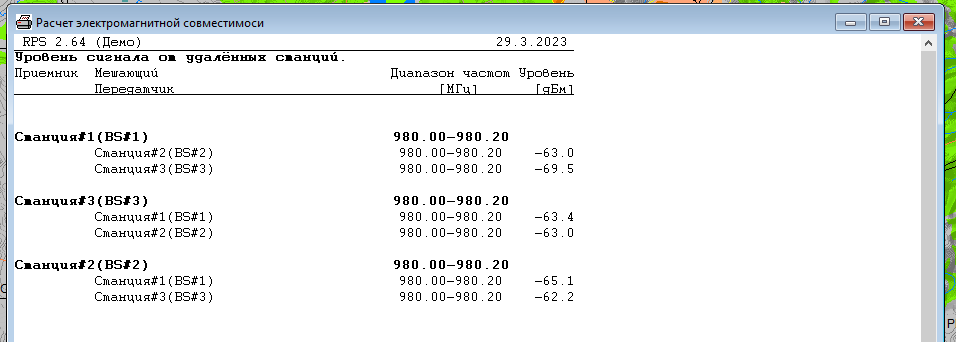 Расчет электромагнитной совместимоси
RPS 2.64 (Демо) 29.3.2023
Уровень сигнала от удалённых станций.
Приемник Мешающий Диапазон частот Уровень
Передатчик [МГц] [дБм]
Станция#1(BS#1) 980.00-980.20
Станция#2(BS#2) 980.00-980.20 -63.0
Станция#3(BS#3) 980.00-980.20 -69.5
Станция#3(BS#3) 980.00-980.20
Станция#1(BS#1) 980.00-980.20 -63.4
Станция#2(BS#2) 980.00-980.20 -63.0
Станция#2(BS#2) 980.00-980.20
Станция#1(BS#1) 980.00-980.20 -65.1
Станция#3(BS#3) 980.00-980.20 -62.2